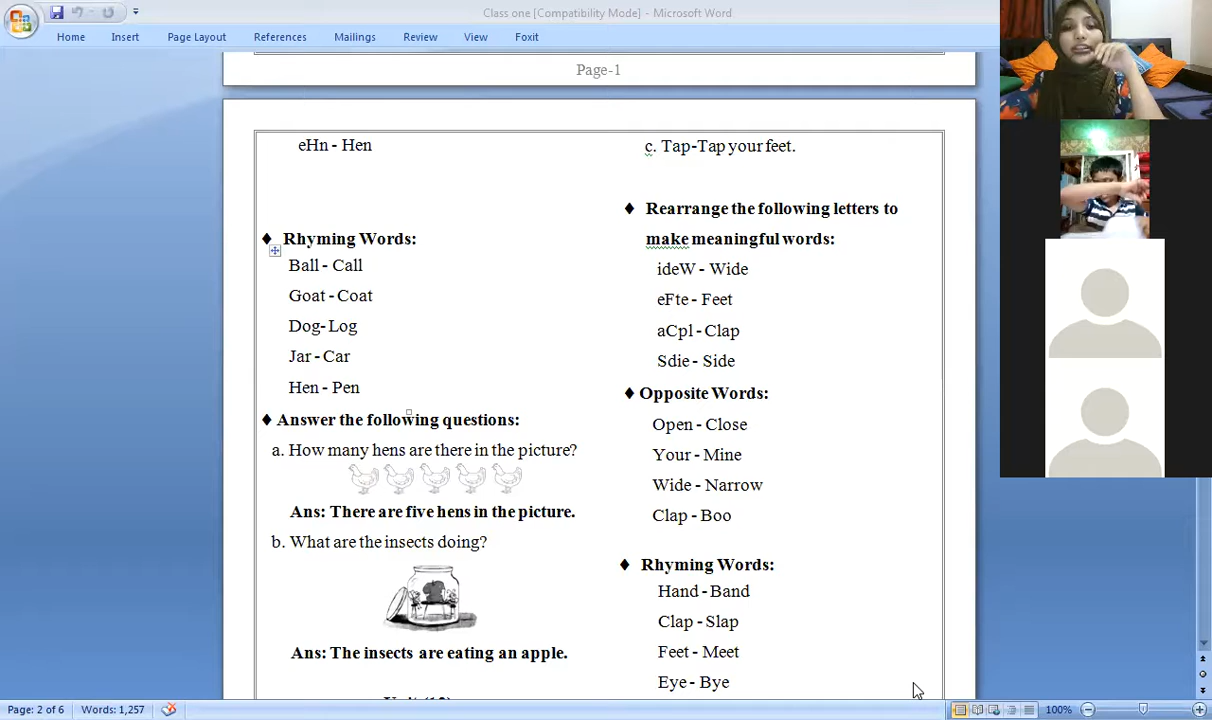 Class one [Compatibility Mode] - Microsoft Word
Home Insert Page Layout References Mailings Review View Foxit
Page-1
eHn - Hen
♦ Rhyming Words:
Ball - Call
Goat - Coat
Dog- Log
Jar - Car
Hen - Pen
♦ Answer the following questions:
a. How many hens are there in the picture?
Ans: There are five hens in the picture.
b. What are the insects doing?
Ans: The insects are eating an apple.
c. Tap-Tap your feet.
♦ Rearrange the following letters to
make meaningful words:
ideW - Wide
eFte - Feet
aCpl - Clap
Sdie - Side
♦ Opposite Words:
Open - Close
Your - Mine
Wide - Narrow
Clap - Boo
♦ Rhyming Words:
Hand - Band
Clap - Slap
Feet - Meet
Eye - Bye
Page: 2 of 6 Words: 1,257 100%